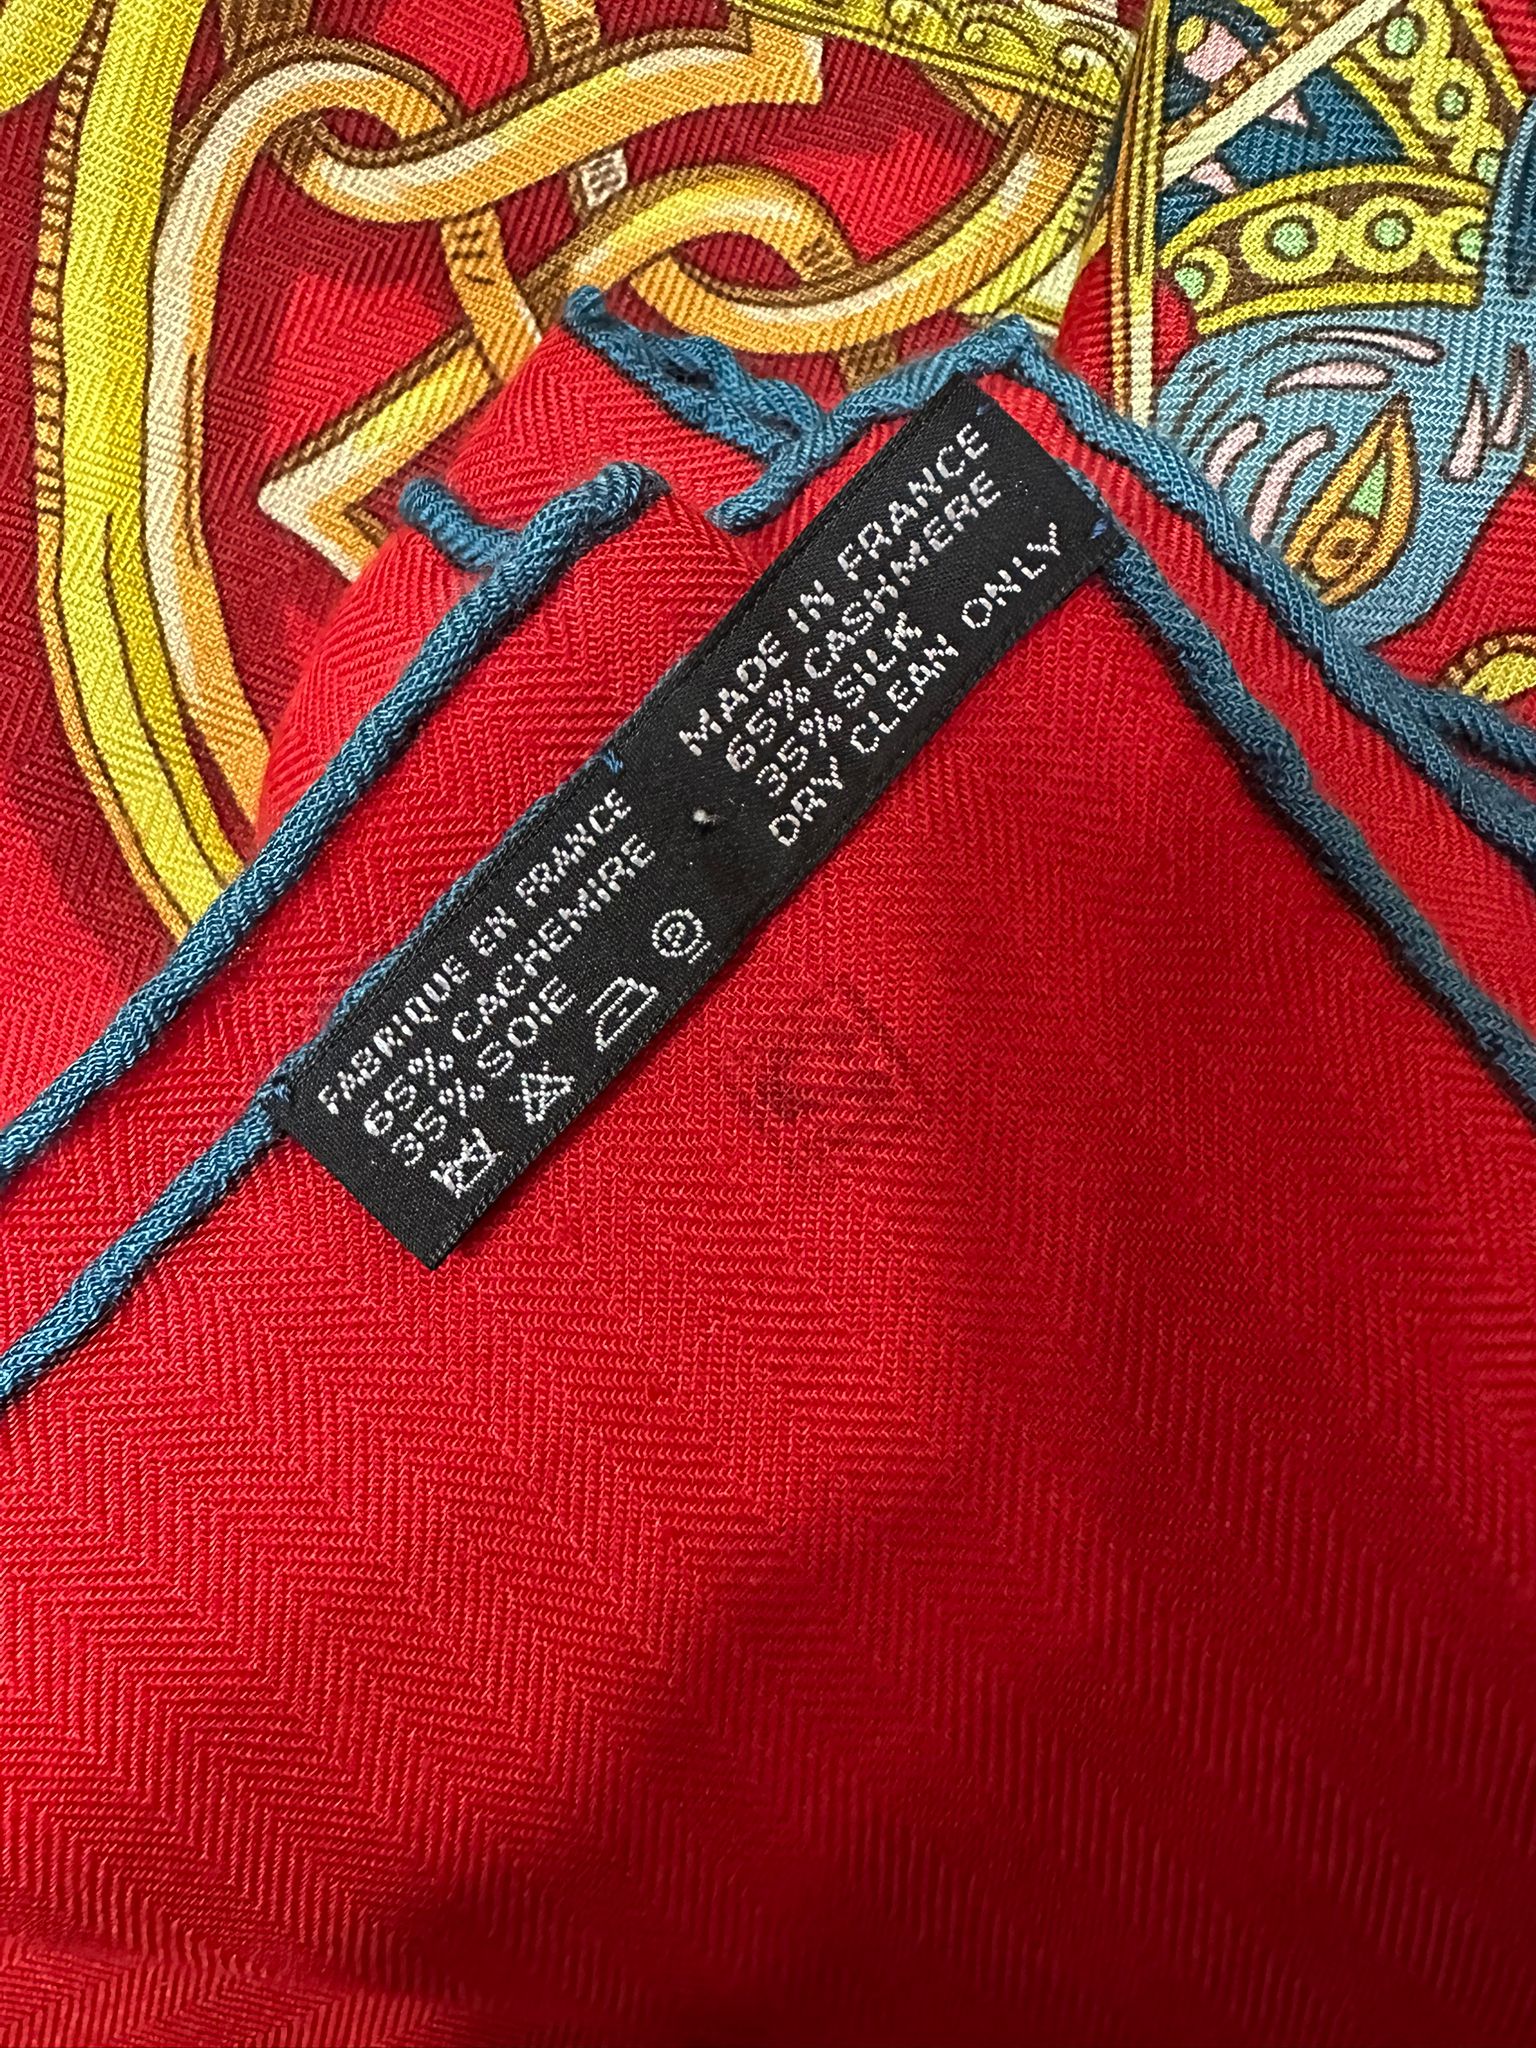 MADE IN FRANCE
65% CASHMERE
35% SILK
DRY CLEAN ONLY
FABRIQUE EN FRANCE
65% CACHEMIRE
35% SOIE
P